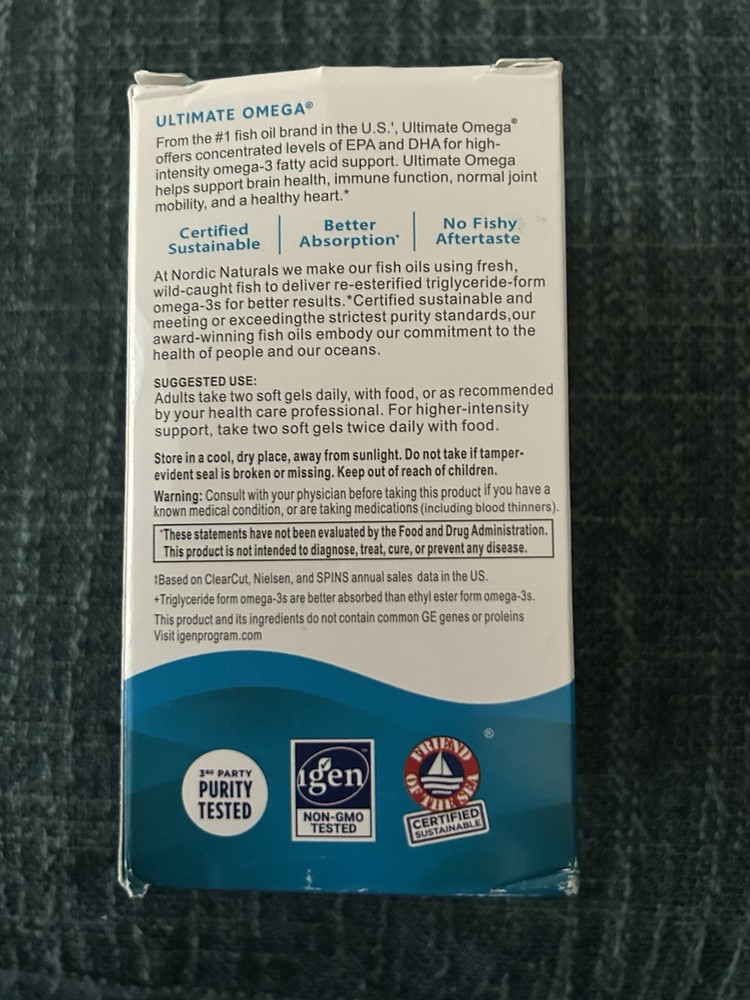 ULTIMATE OMEGA®
From the #1 fish oil brand in the U.S.‡, Ultimate Omega®
offers concentrated levels of EPA and DHA for high-
intensity omega-3 fatty acid support. Ultimate Omega
helps support brain health, immune function, normal joint
mobility, and a healthy heart.*
Certified
Sustainable
Better
Absorption+
No Fishy
Aftertaste
At Nordic Naturals we make our fish oils using fresh,
wild-caught fish to deliver re-esterified triglyceride-form
omega-3s for better results.*Certified sustainable and
meeting or exceedingthe strictest purity standards,our
award-winning fish oils embody our commitment to the
health of people and our oceans.
SUGGESTED USE:
Adults take two soft gels daily, with food, or as recommended
by your health care professional. For higher-intensity
support, take two soft gels twice daily with food.
Store in a cool, dry place, away from sunlight. Do not take if tamper-
evident seal is broken or missing. Keep out of reach of children.
Warning: Consult with your physician before taking this product if you have a
known medical condition, or are taking medications (including blood thinners).
*These statements have not been evaluated by the Food and Drug Administration.
This product is not intended to diagnose, treat, cure, or prevent any disease.
‡Based on ClearCut, Nielsen, and SPINS annual sales data in the US.
+Triglyceride form omega-3s are better absorbed than ethyl ester form omega-3s.
This product and its ingredients do not contain common GE genes or proteins
Visit igenprogram.com
3RD PARTY
PURITY
TESTED
igen™
NON-GMO
TESTED
FRIEND
OF THE SEA
®
CERTIFIED
SUSTAINABLE